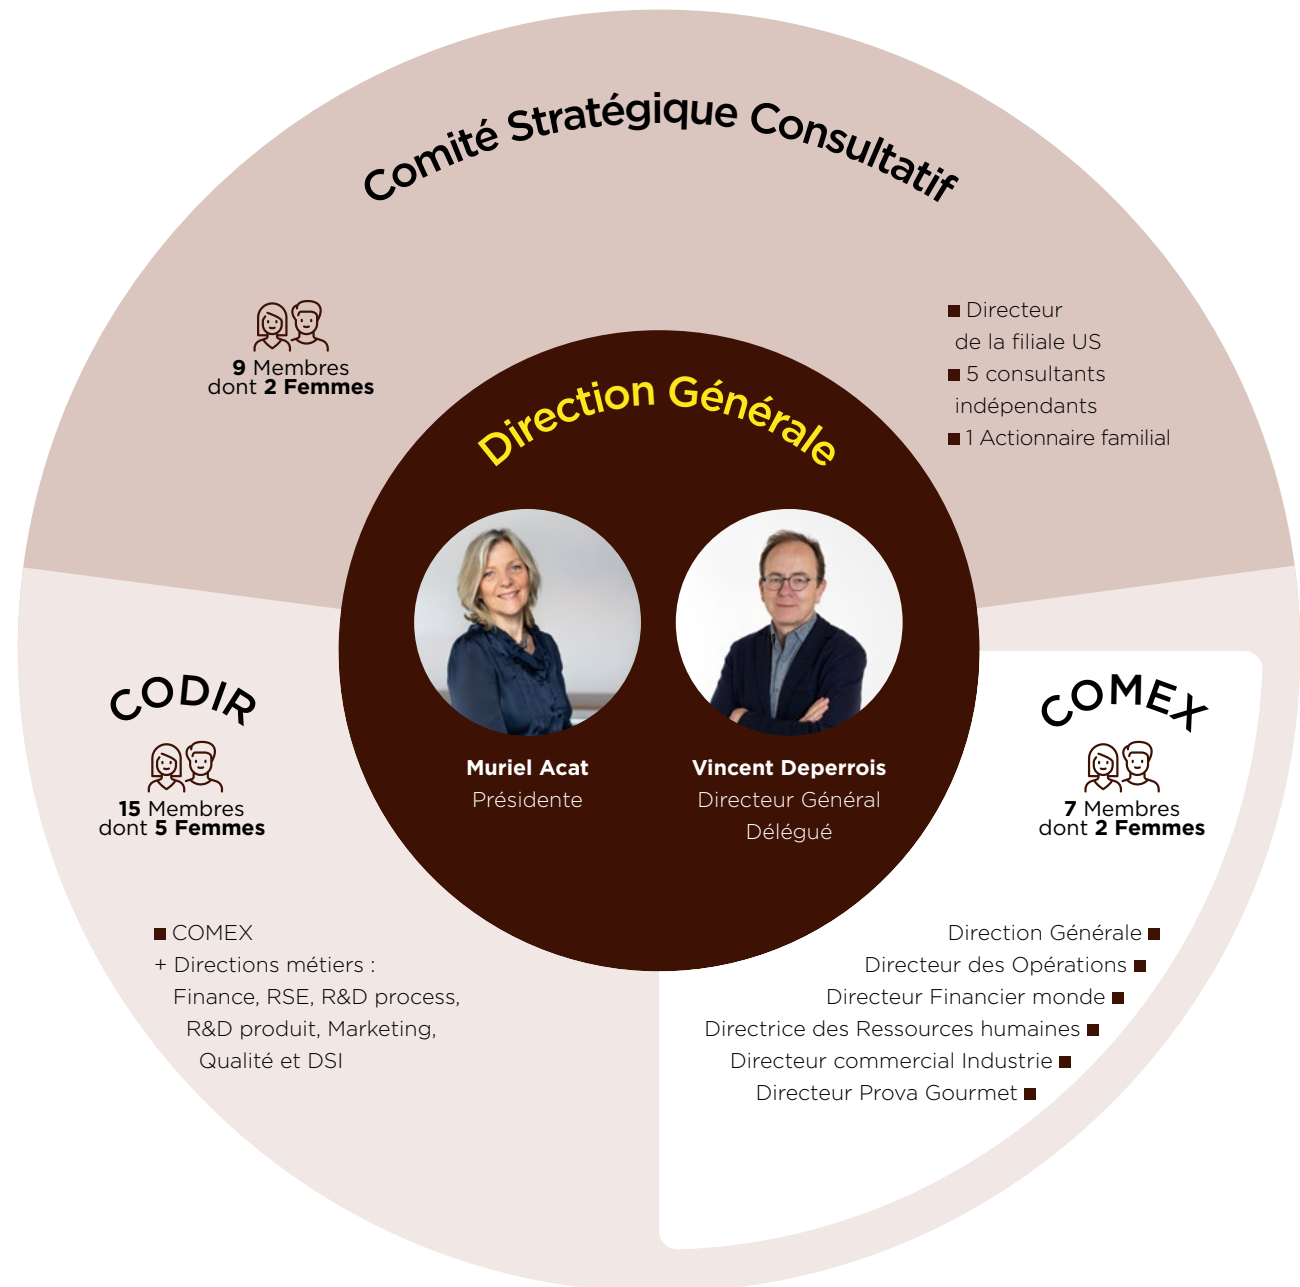 Comité Stratégique Consultatif
9 Membres
dont 2 Femmes
■ Directeur
de la filiale US
■ 5 consultants
indépendants
■ 1 Actionnaire familial
Direction Générale
Muriel Acat
Présidente
Vincent Deperrois
Directeur Général
Délégué
CODIR
15 Membres
dont 5 Femmes
■ COMEX
+ Directions métiers :
Finance, RSE, R&D process,
R&D produit, Marketing,
Qualité et DSI
COMEX
7 Membres
dont 2 Femmes
Direction Générale ■
Directeur des Opérations ■
Directeur Financier monde ■
Directrice des Ressources humaines ■
Directeur commercial Industrie ■
Directeur Prova Gourmet ■